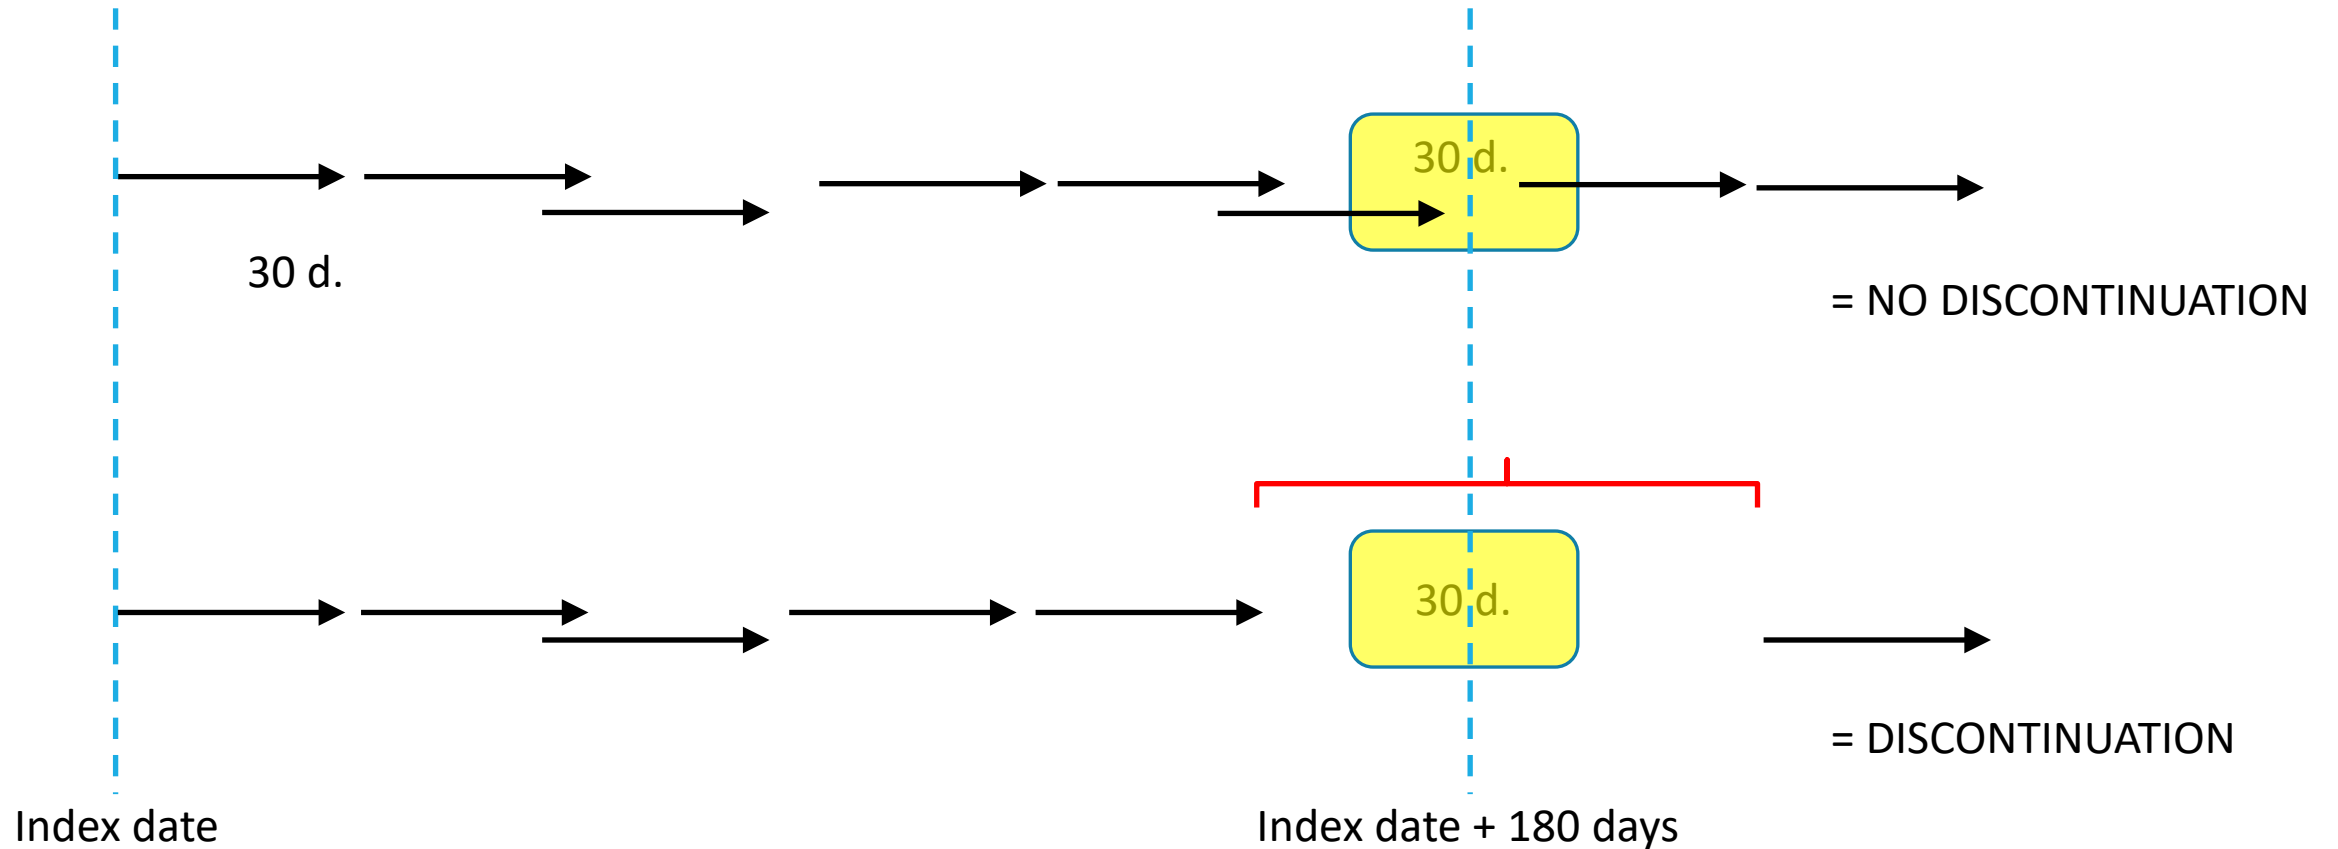 30 d.
30 d.
= NO DISCONTINUATION
30 d.
= DISCONTINUATION
Index date
Index date + 180 days